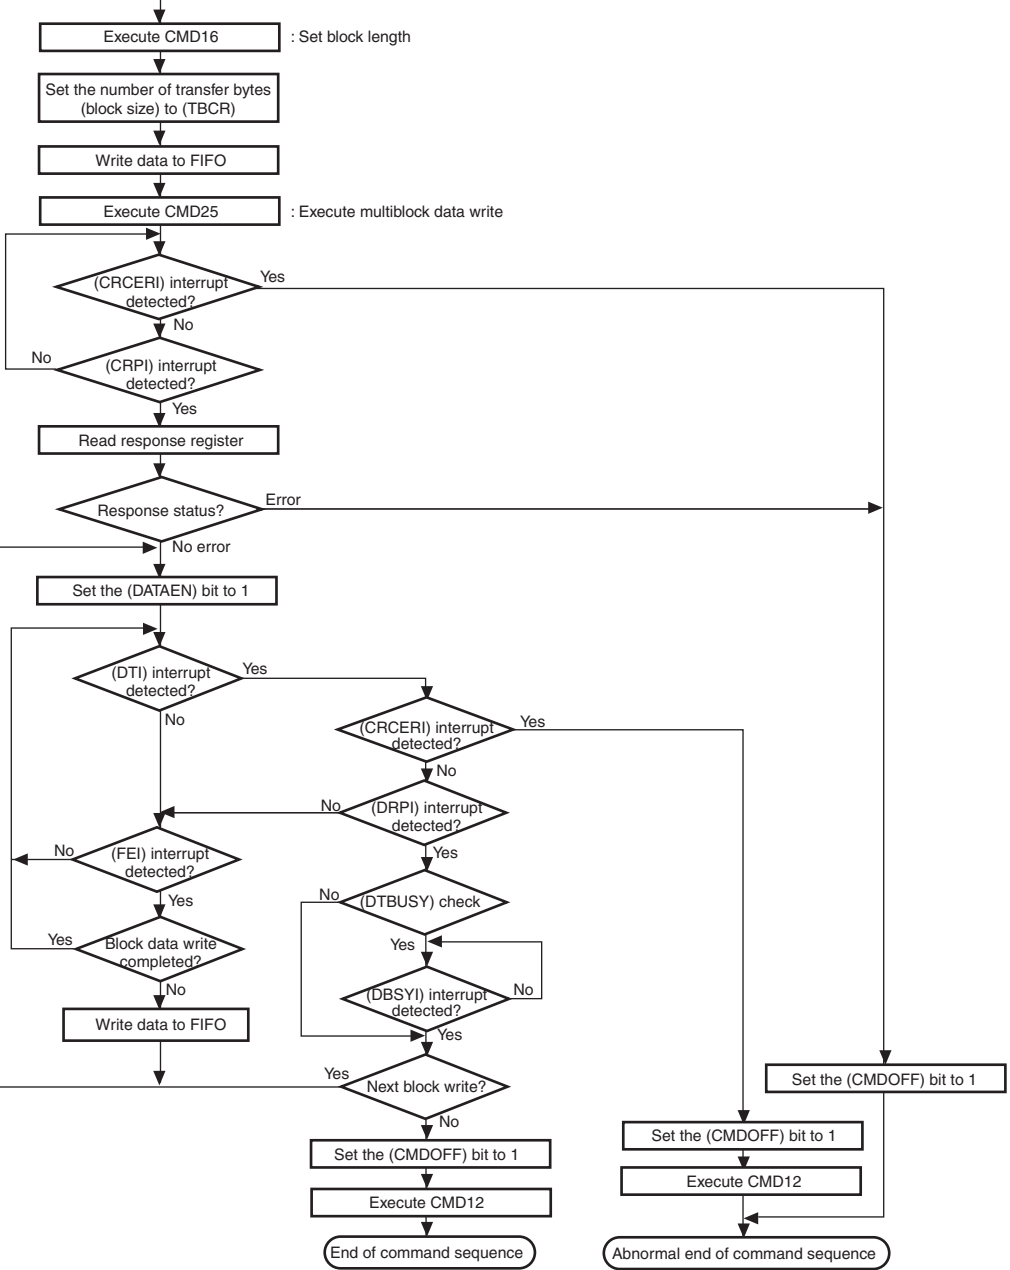 Execute CMD16
: Set block length
Set the number of transfer bytes
(block size) to (TBCR)
Write data to FIFO
Execute CMD25
: Execute multiblock data write
(CRCERI) interrupt
detected?
Yes
No
(CRPI) interrupt
detected?
No
Yes
Read response register
Response status?
Error
No error
Set the (DATAEN) bit to 1
(DTI) interrupt
detected?
Yes
No
(CRCERI) interrupt
detected?
Yes
No
(DRPI) interrupt
detected?
No
Yes
(FEI) interrupt
detected?
No
Yes
(DTBUSY) check
No
Yes
Block data write
completed?
Yes
No
(DBSYI) interrupt
detected?
No
Yes
Write data to FIFO
Next block write?
Yes
No
Set the (CMDOFF) bit to 1
Set the (CMDOFF) bit to 1
Set the (CMDOFF) bit to 1
Execute CMD12
Execute CMD12
End of command sequence
Abnormal end of command sequence